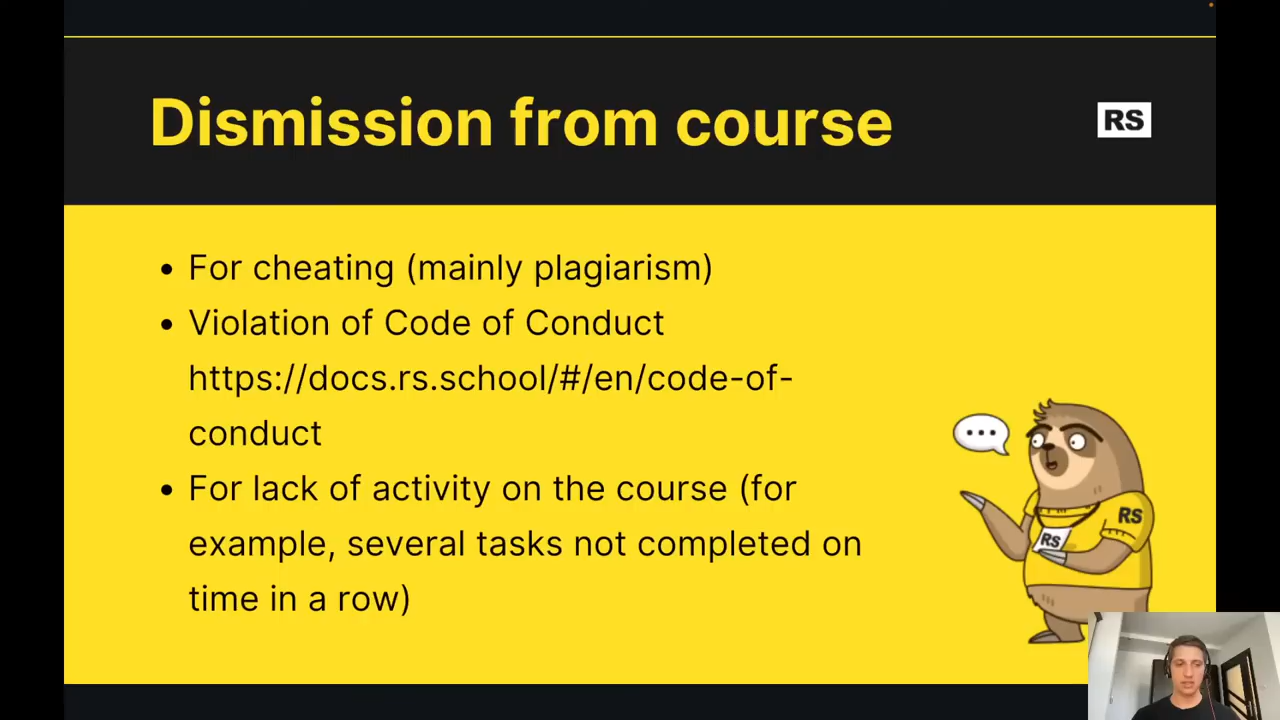 Dismission from course
RS
• For cheating (mainly plagiarism)
• Violation of Code of Conduct
https://docs.rs.school/#/en/code-of-
conduct
• For lack of activity on the course (for
example, several tasks not completed on
time in a row)
RS
RS